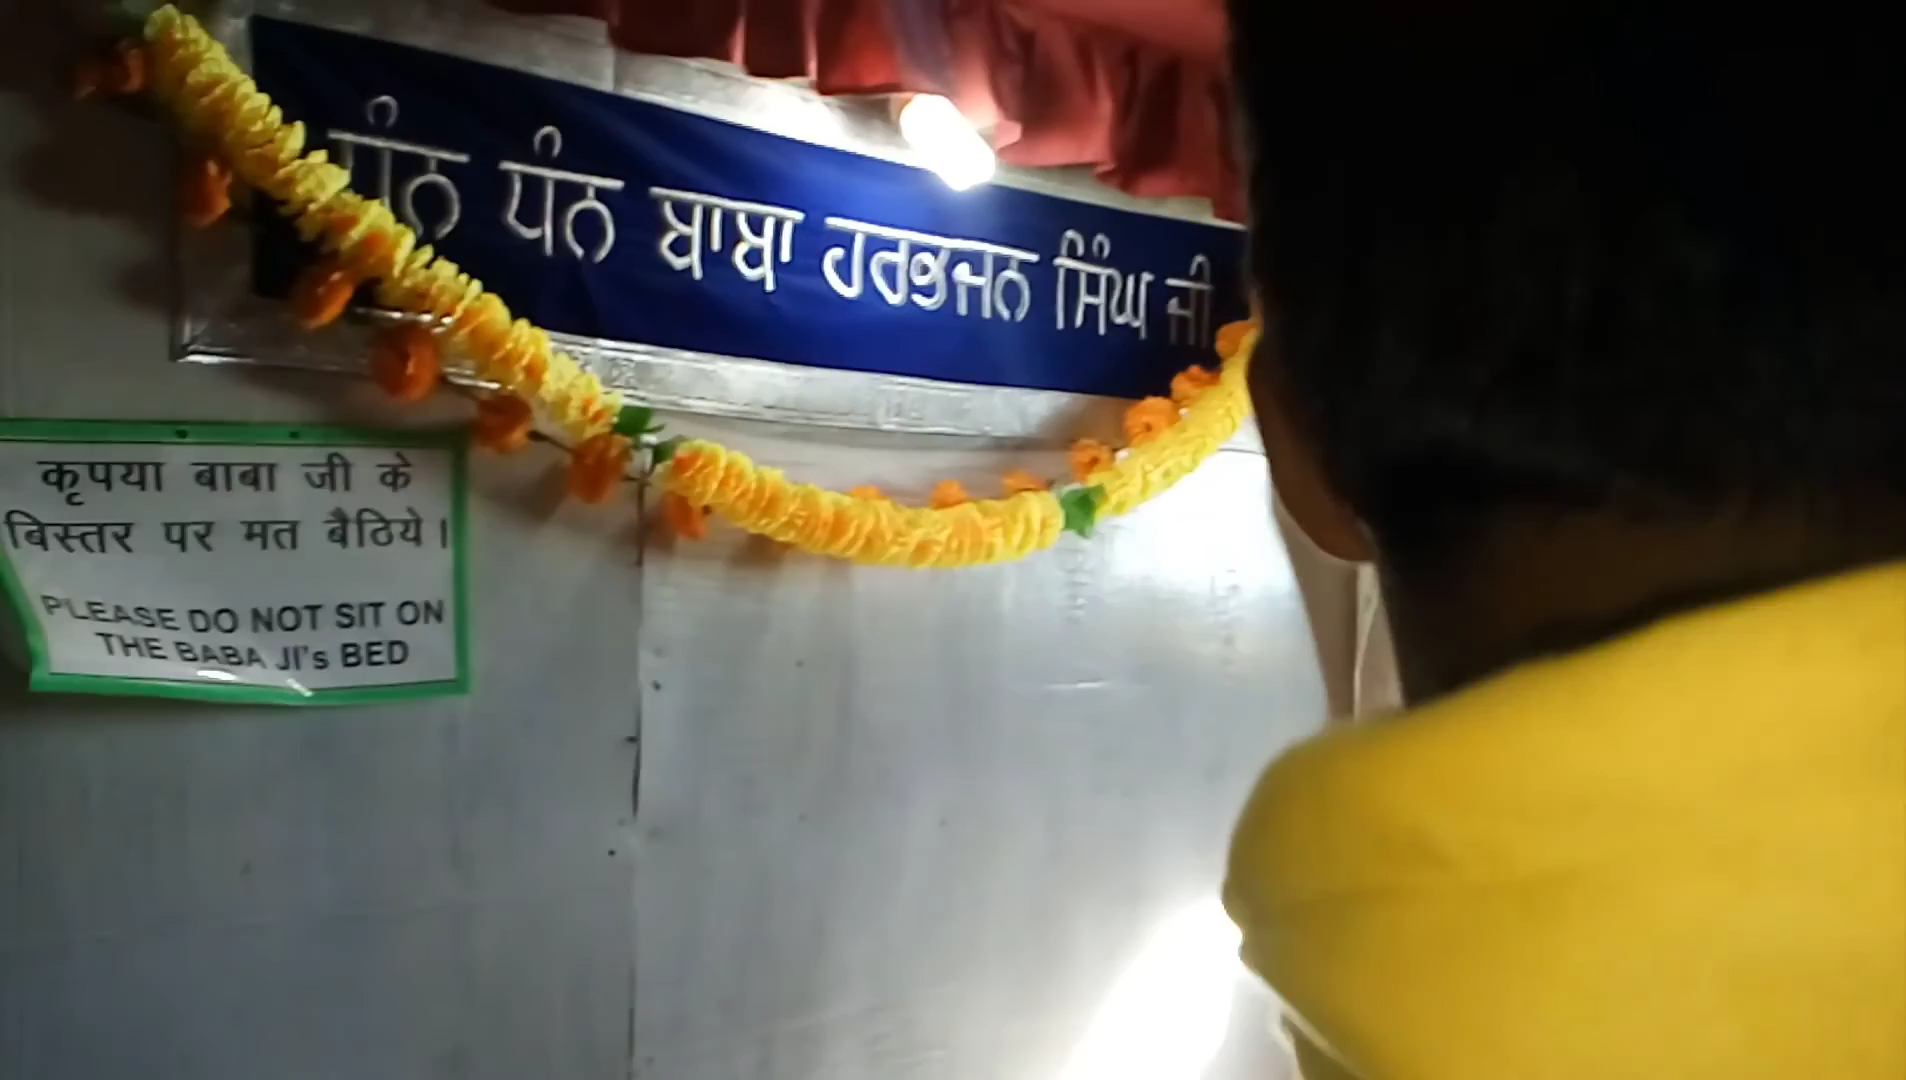 ਧੰਨ ਧੰਨ ਬਾਬਾ ਹਰਭਜਨ ਸਿੰਘ ਜੀ
कृपया बाबा जी के
बिस्तर पर मत बैठिये।
PLEASE DO NOT SIT ON
THE BABA JI's BED